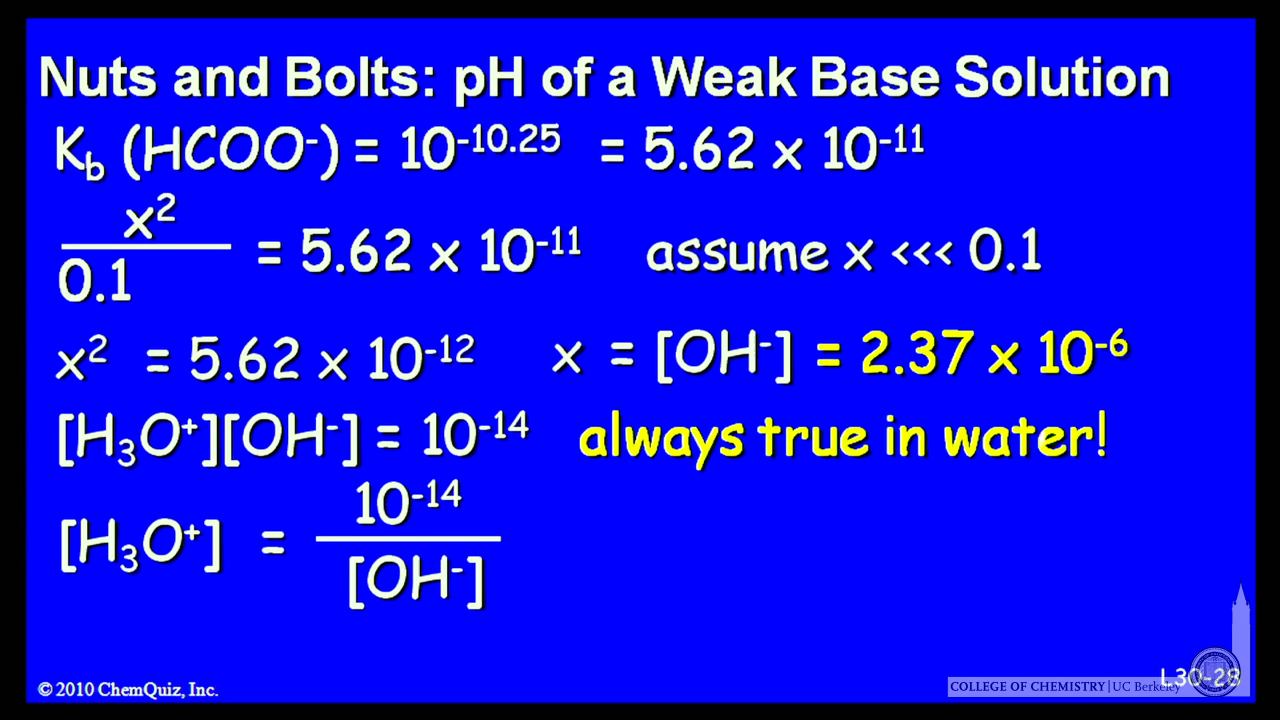 Nuts and Bolts: pH of a Weak Base Solution
K_b (HCOO⁻) = 10⁻¹⁰·²⁵ = 5.62 x 10⁻¹¹
x²
0.1
= 5.62 x 10⁻¹¹ assume x <<< 0.1
x² = 5.62 x 10⁻¹² x = [OH⁻] = 2.37 x 10⁻⁶
[H₃O⁺][OH⁻] = 10⁻¹⁴ always true in water!
[H₃O⁺] =
10⁻¹⁴
[OH⁻]
© 2010 ChemQuiz, Inc.
COLLEGE OF CHEMISTRY | UC Berkeley
L30-28